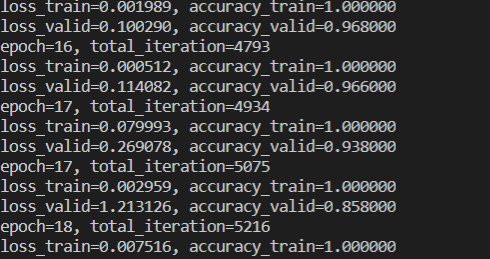 loss_train=0.001989, accuracy_train=1.000000
loss_valid=0.100290, accuracy_valid=0.968000
epoch=16, total_iteration=4793
loss_train=0.000512, accuracy_train=1.000000
loss_valid=0.114082, accuracy_valid=0.966000
epoch=17, total_iteration=4934
loss_train=0.079993, accuracy_train=1.000000
loss_valid=0.269078, accuracy_valid=0.938000
epoch=17, total_iteration=5075
loss_train=0.002959, accuracy_train=1.000000
loss_valid=1.213126, accuracy_valid=0.858000
epoch=18, total_iteration=5216
loss_train=0.007516, accuracy_train=1.000000